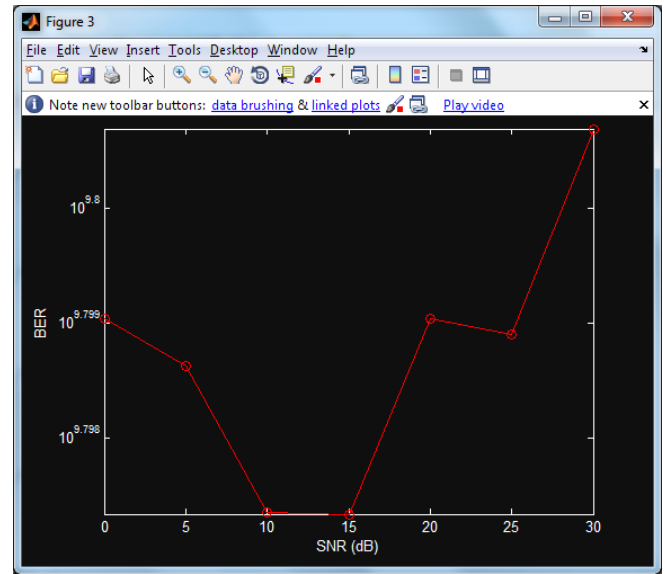 Figure 3
File Edit View Insert Tools Desktop Window Help
Note new toolbar buttons: data brushing & linked plots Play video
10^9.8
10^9.799
10^9.798
BER
0 5 10 15 20 25 30
SNR (dB)